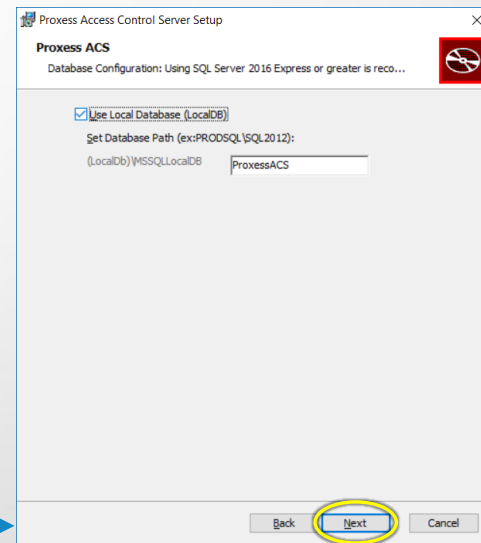 Proxess Access Control Server Setup
Proxess ACS
Database Configuration: Using SQL Server 2016 Express or greater is reco...
Use Local Database (LocalDB)
Set Database Path (ex:PRODSQL\SQL2012):
(LocalDb)\MSSQLLocalDB ProxessACS
Back Next Cancel